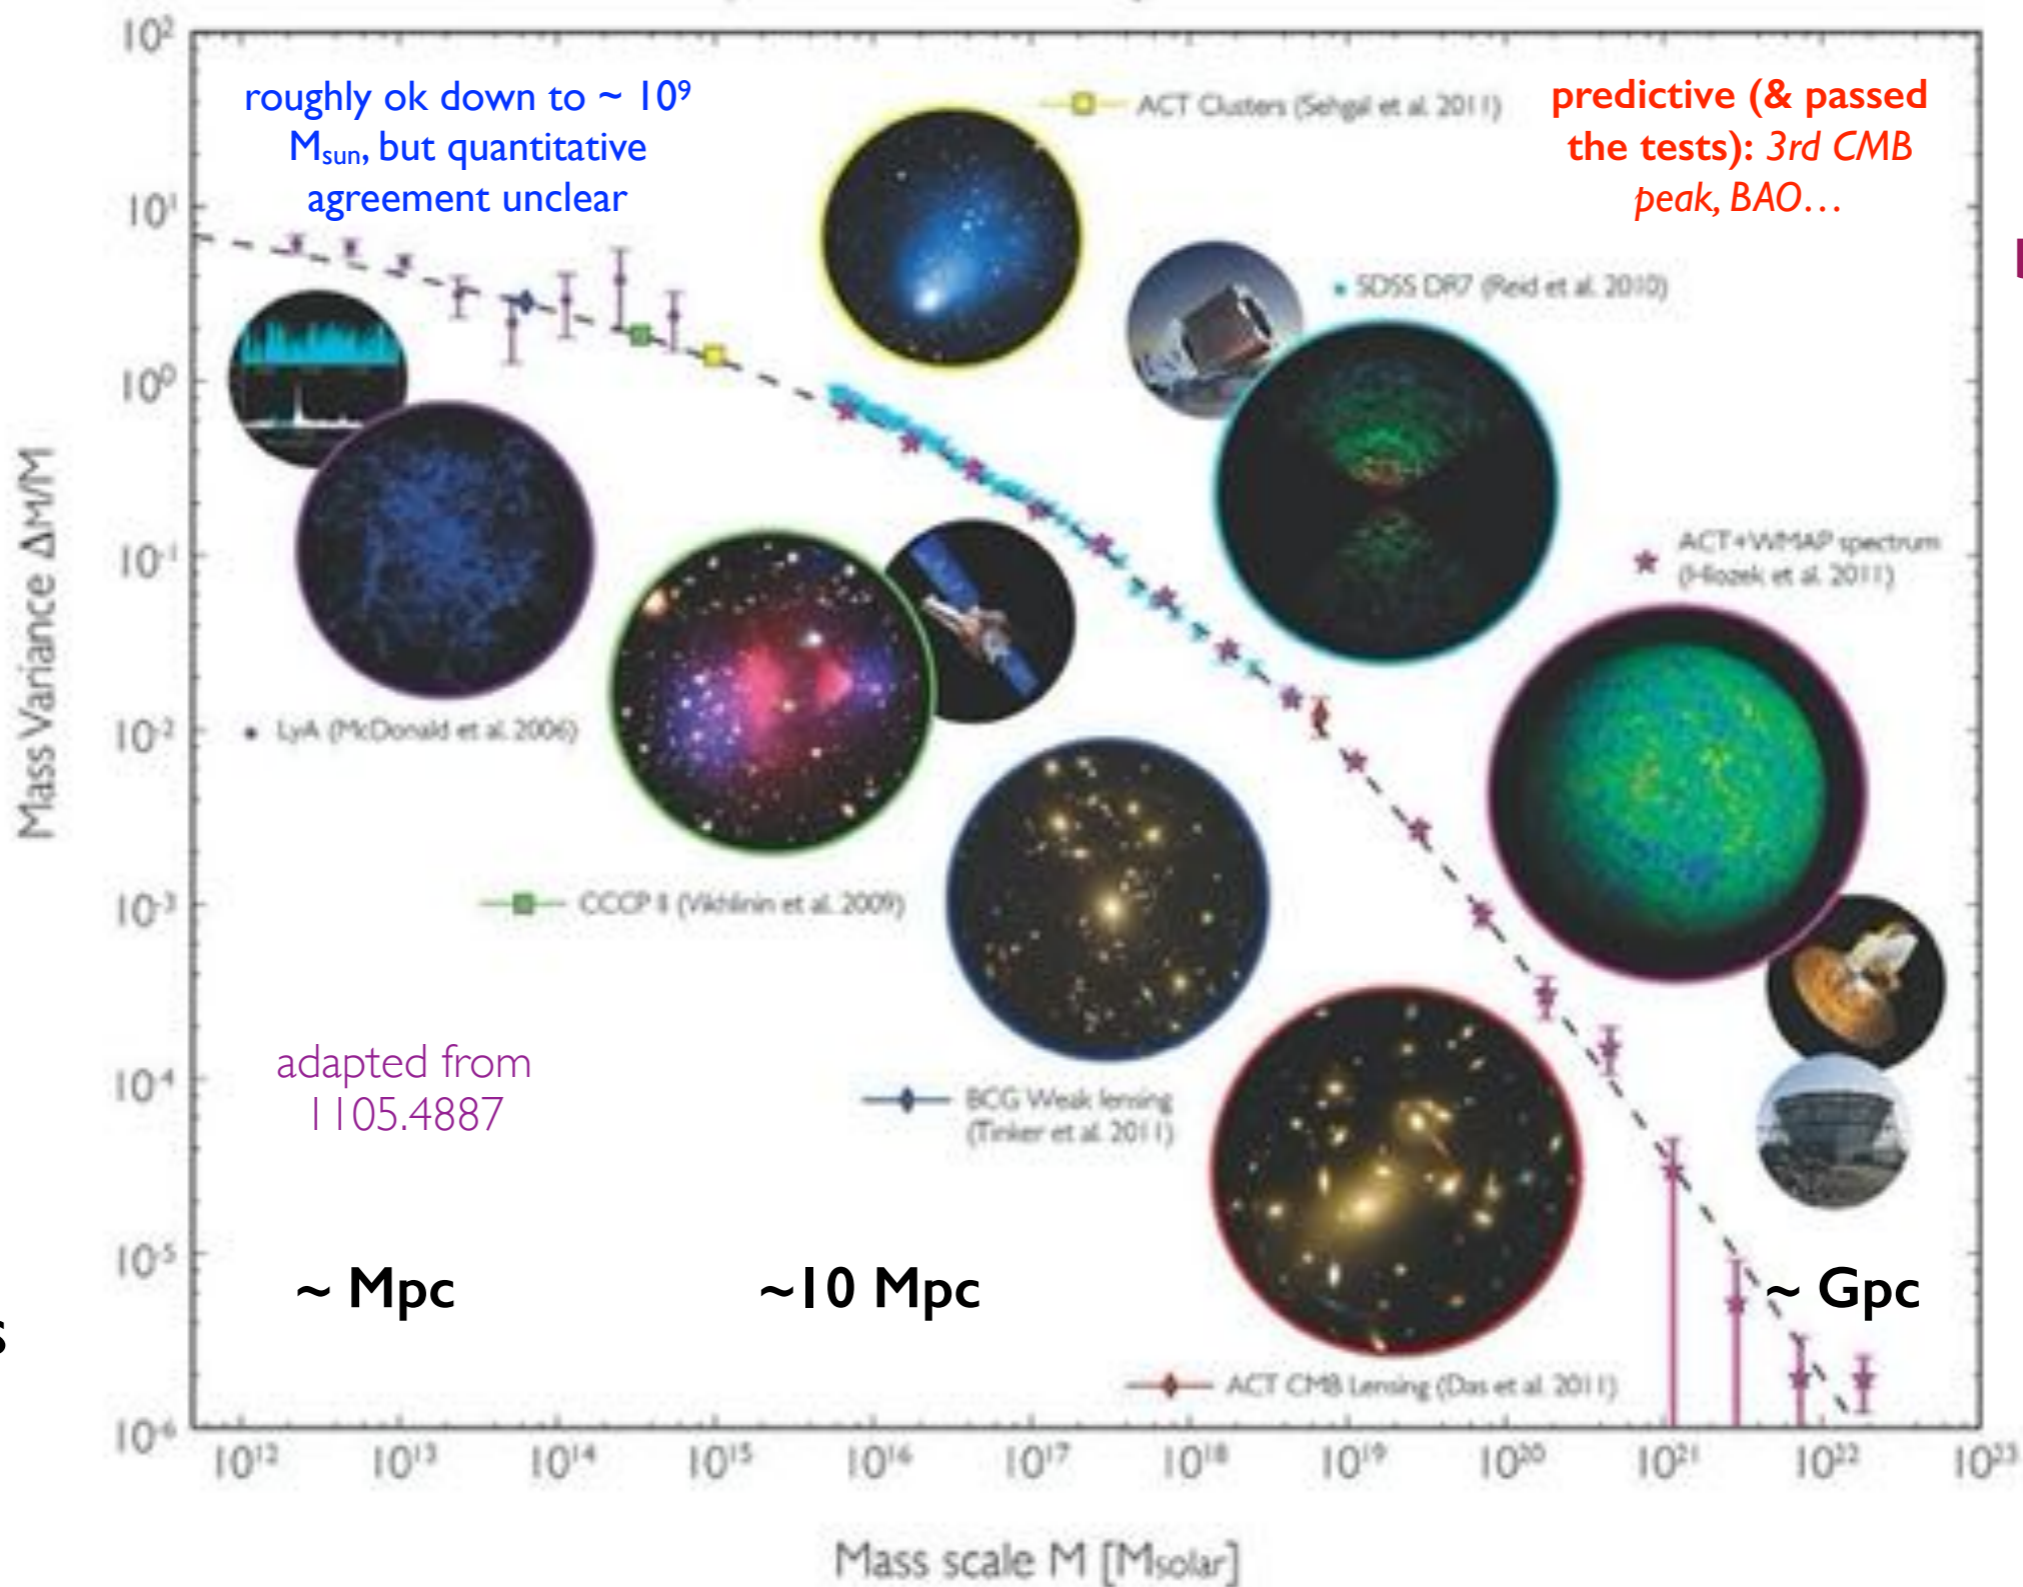 10²
roughly ok down to ~ 10⁹
Msun, but quantitative
agreement unclear
ACT Clusters (Sehgal et al. 2011)
predictive (& passed
the tests): 3rd CMB
peak, BAO…
10¹
SDSS DR7 (Reid et al. 2010)
10⁰
Mass Variance ΔM/M
10⁻¹
ACT+WMAP spectrum
(Hlozek et al. 2011)
10⁻²
LyA (McDonald et al. 2006)
10⁻³
CCCP II (Vikhlinin et al. 2009)
adapted from
1105.4887
10⁻⁴
BCG Weak lensing
(Tinker et al. 2011)
10⁻⁵
~ Mpc
~10 Mpc
~ Gpc
s
ACT CMB Lensing (Das et al. 2011)
10⁻⁶
10¹² 10¹³ 10¹⁴ 10¹⁵ 10¹⁶ 10¹⁷ 10¹⁸ 10¹⁹ 10²⁰ 10²¹ 10²² 10²³
Mass scale M [Msolar]